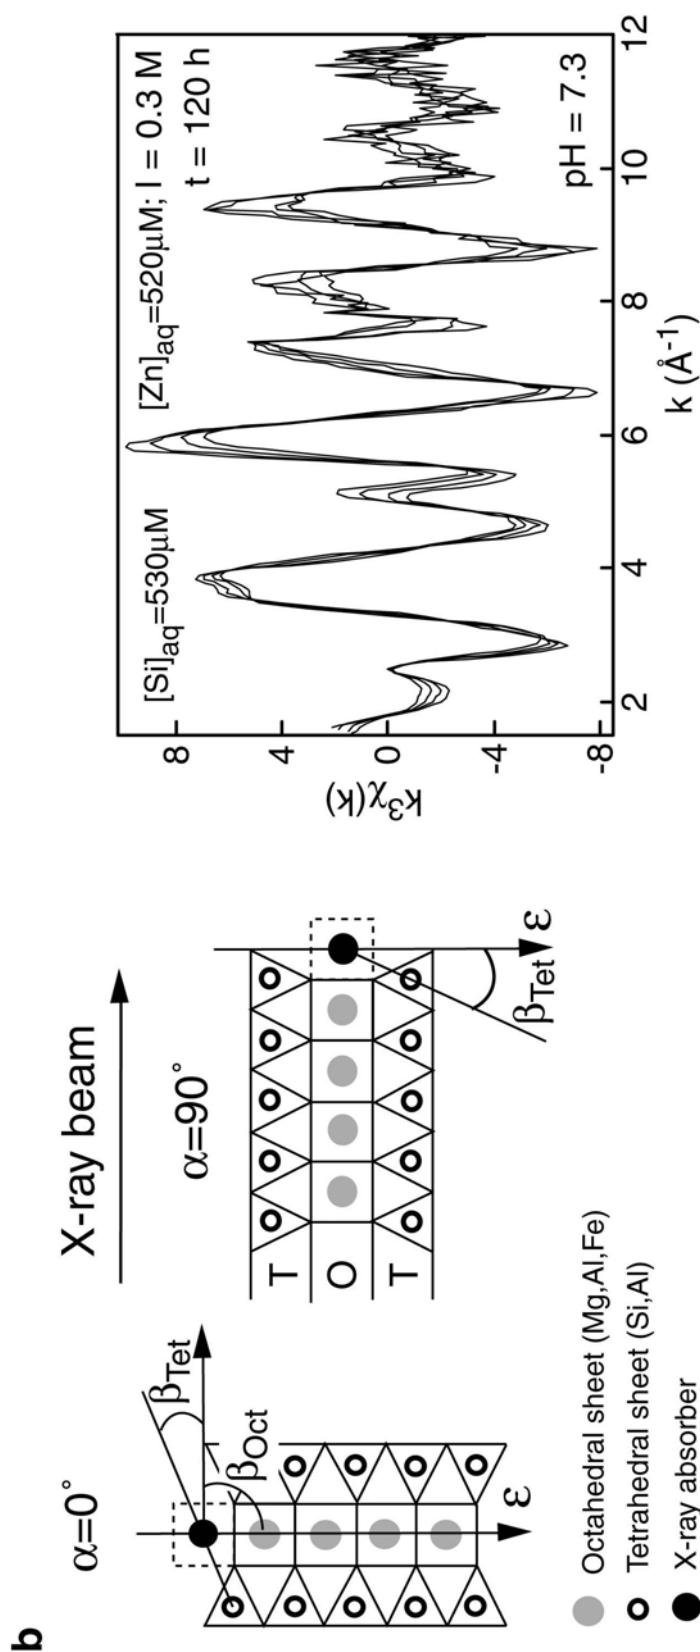 b
α=0°
β_Tet
β_Oct
ε
X-ray beam
α=90°
T
O
T
β_Tet
ε
Octahedral sheet (Mg,Al,Fe)
Tetrahedral sheet (Si,Al)
X-ray absorber
[Si]aq=530µM
[Zn]aq=520µM; I = 0.3 M
t = 120 h
pH = 7.3
k³χ(k)
8
4
0
-4
-8
2
4
6
8
10
12
k (Å⁻¹)